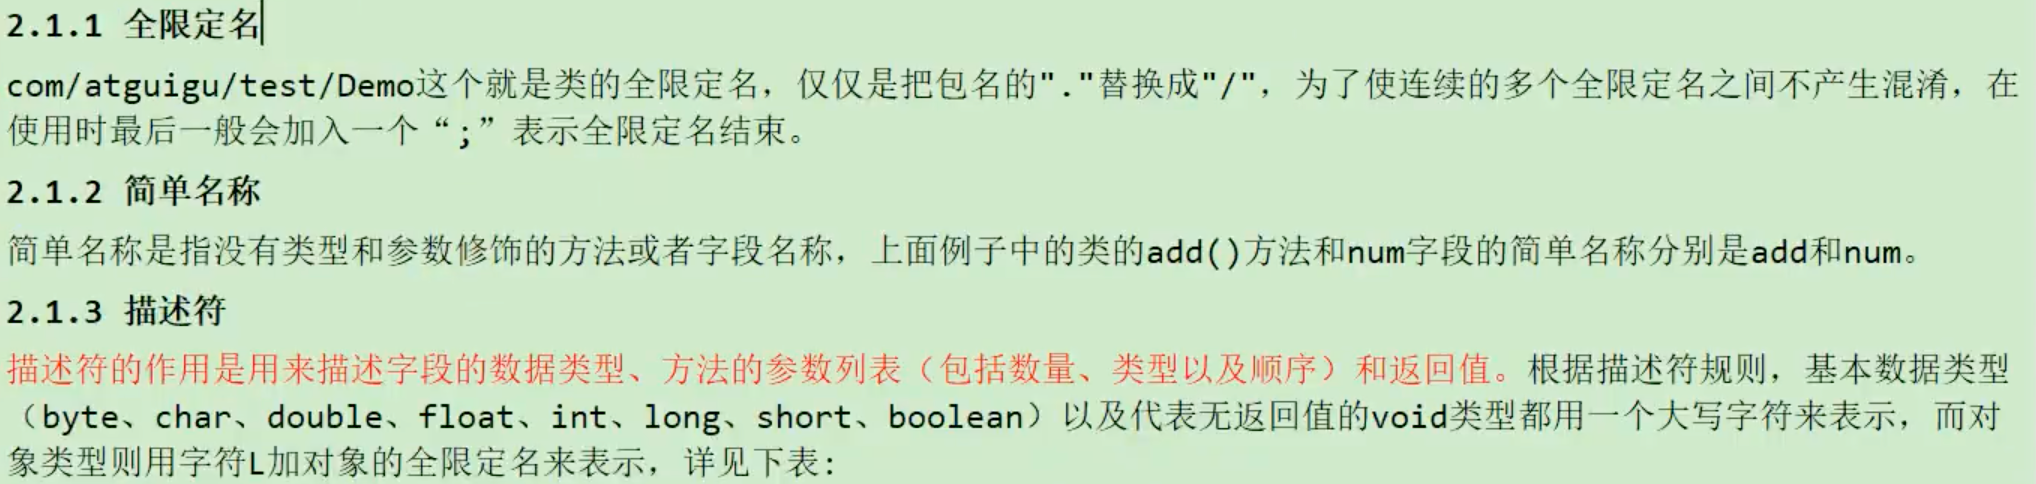 2.1.1 全限定名
com/atguigu/test/Demo这个就是类的全限定名，仅仅是把包名的"."替换成"/"，为了使连续的多个全限定名之间不产生混淆，在
使用时最后一般会加入一个“;”表示全限定名结束。
2.1.2 简单名称
简单名称是指没有类型和参数修饰的方法或者字段名称，上面例子中的类的add()方法和num字段的简单名称分别是add和num。
2.1.3 描述符
描述符的作用是用来描述字段的数据类型、方法的参数列表（包括数量、类型以及顺序）和返回值。根据描述符规则，基本数据类型
（byte、char、double、float、int、long、short、boolean）以及代表无返回值的void类型都用一个大写字符来表示，而对
象类型则用字符L加对象的全限定名来表示，详见下表: